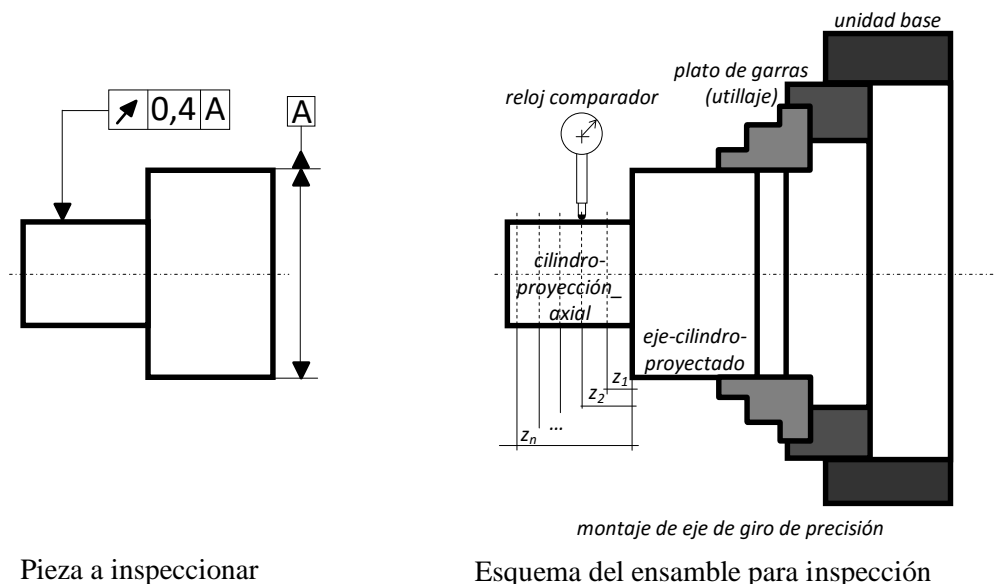 0,4 A
A
Pieza a inspeccionar
unidad base
plato de garras
(utillaje)
reloj comparador
cilindro-
proyección_
axial
eje-cilindro-
proyectado
z1
z2
...
zn
montaje de eje de giro de precisión
Esquema del ensamble para inspección